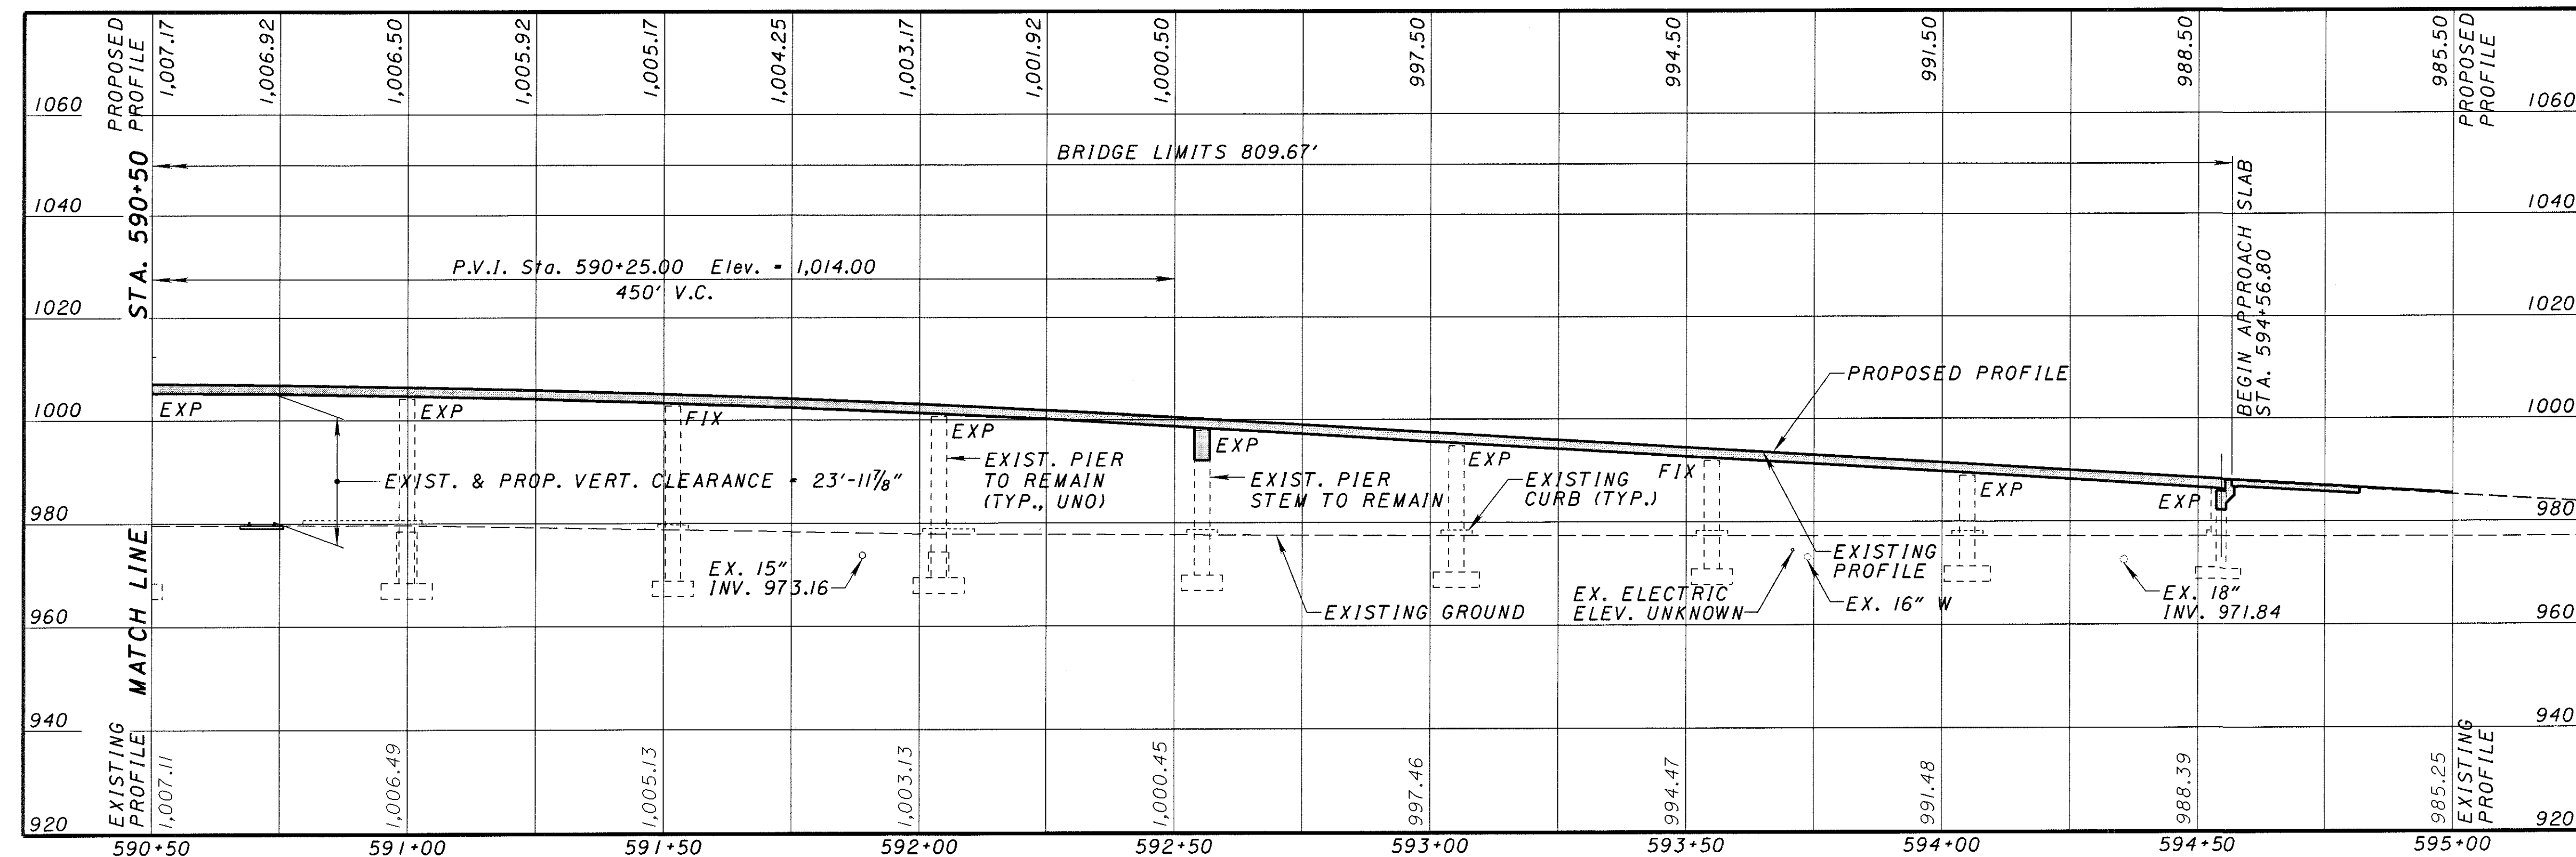 PROPOSED
PROFILE
1,007.17
1,006.92
1,006.50
1,005.92
1,005.17
1,004.25
1,003.17
1,001.92
1,000.50
997.50
994.50
991.50
988.50
985.50
PROPOSED
PROFILE
1060
1060
BRIDGE LIMITS 809.67'
1040
1040
STA. 590+50
BEGIN APPROACH SLAB
STA. 594+56.80
P.V.I. Sta. 590+25.00 Elev. = 1,014.00
450' V.C.
1020
1020
PROPOSED PROFILE
1000
1000
EXP
EXP
FIX
EXP
EXP
EXP
FIX
EXP
EXP
EXIST. & PROP. VERT. CLEARANCE = 23'-11⅞"
EXIST. PIER
TO REMAIN
(TYP., UNO)
EXIST. PIER
STEM TO REMAIN
EXISTING
CURB (TYP.)
980
980
MATCH LINE
EX. 15"
INV. 973.16
EXISTING
PROFILE
EXISTING GROUND
EX. ELECTRIC
ELEV. UNKNOWN
EX. 16" W
EX. 18"
INV. 971.84
960
960
940
940
EXISTING
PROFILE
1,007.11
1,006.49
1,005.13
1,003.13
1,000.45
997.46
994.47
991.48
988.39
985.25
EXISTING
PROFILE
920
920
590+50
591+00
591+50
592+00
592+50
593+00
593+50
594+00
594+50
595+00